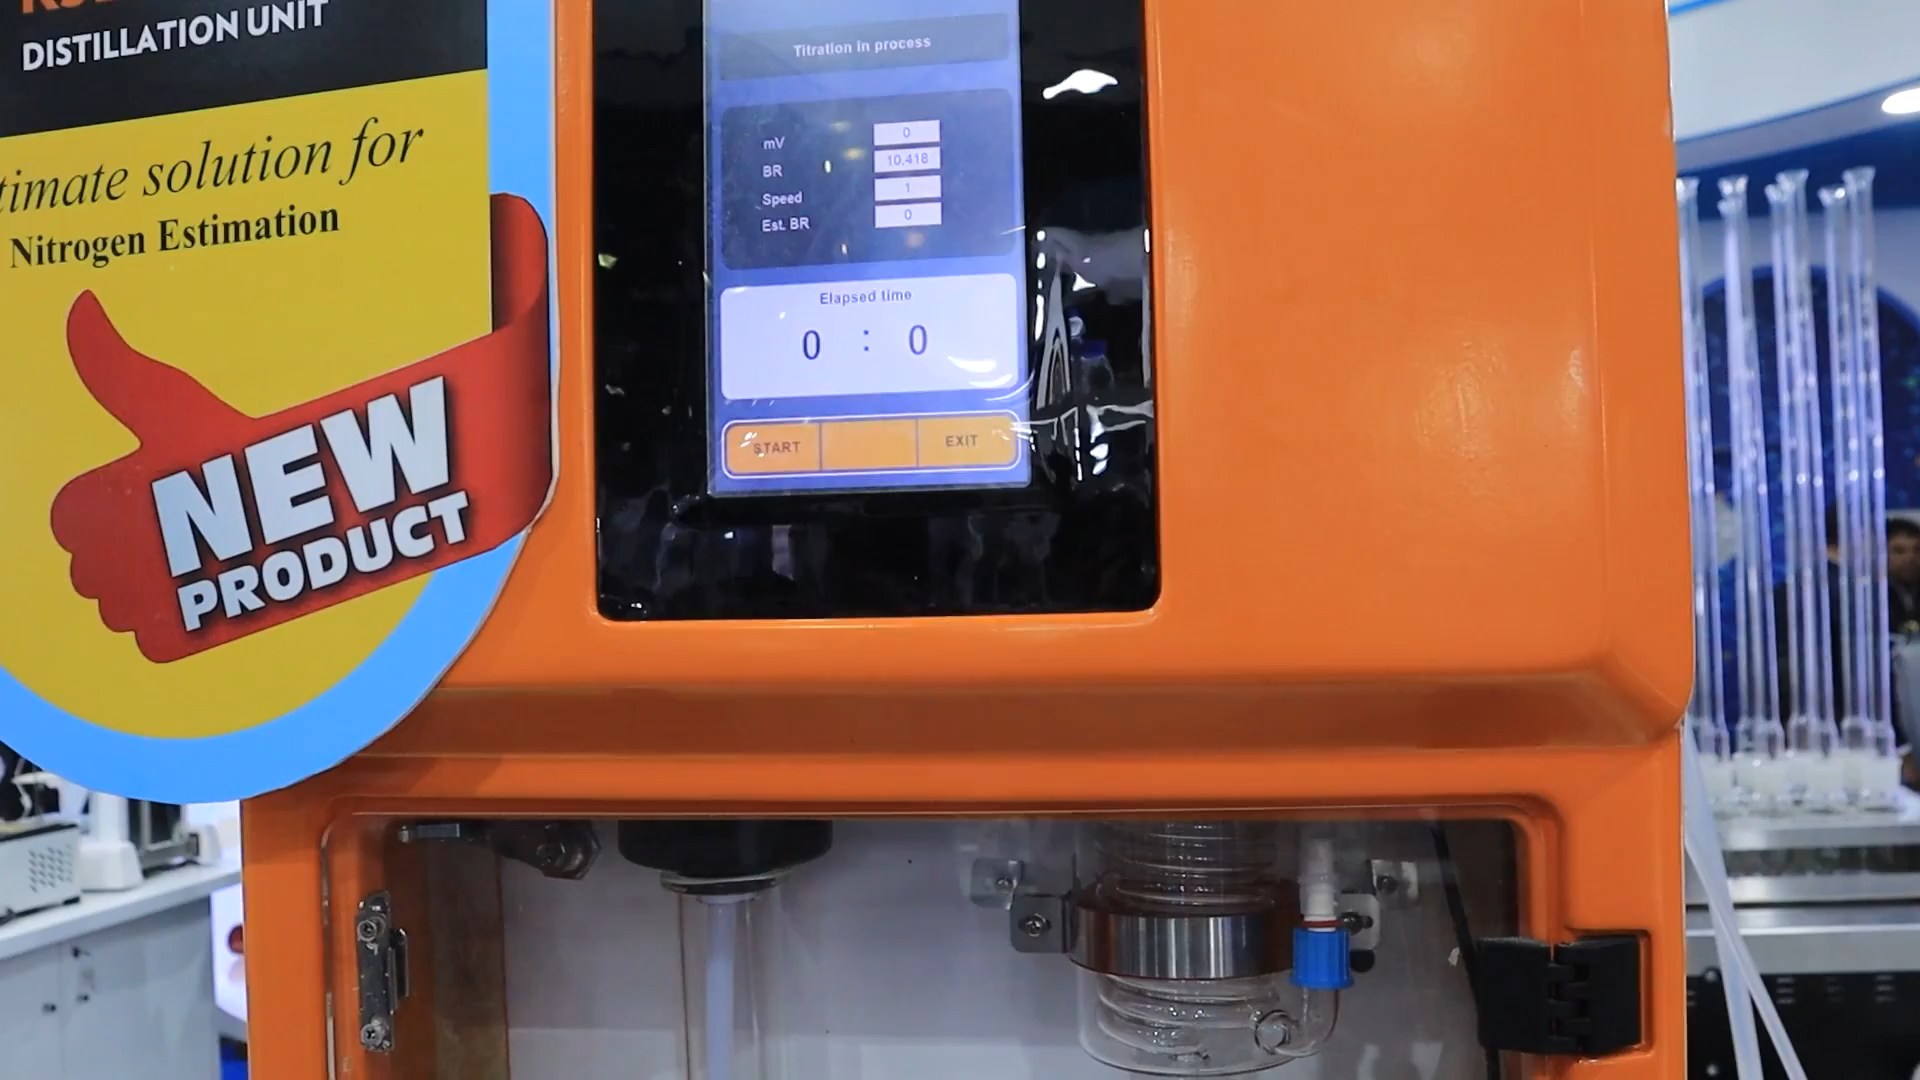 DISTILLATION UNIT
timate solution for
Nitrogen Estimation
NEW
PRODUCT
Titration in process
mV 0
BR 10.418
Speed 1
Est. BR 0
Elapsed time
0 : 0
START EXIT